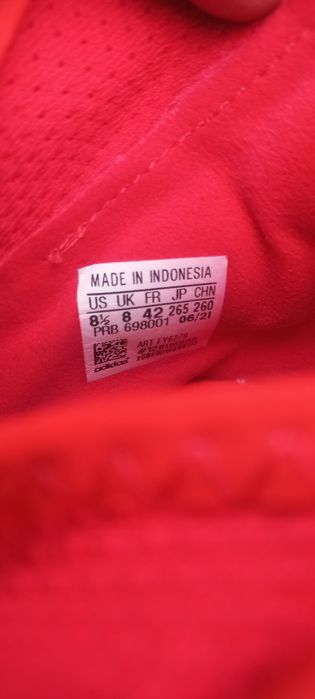 MADE IN INDONESIA
US UK FR JP CHN
8½ 8 42 265 260
PRB 698001 06/21
ART EY6279
adidas